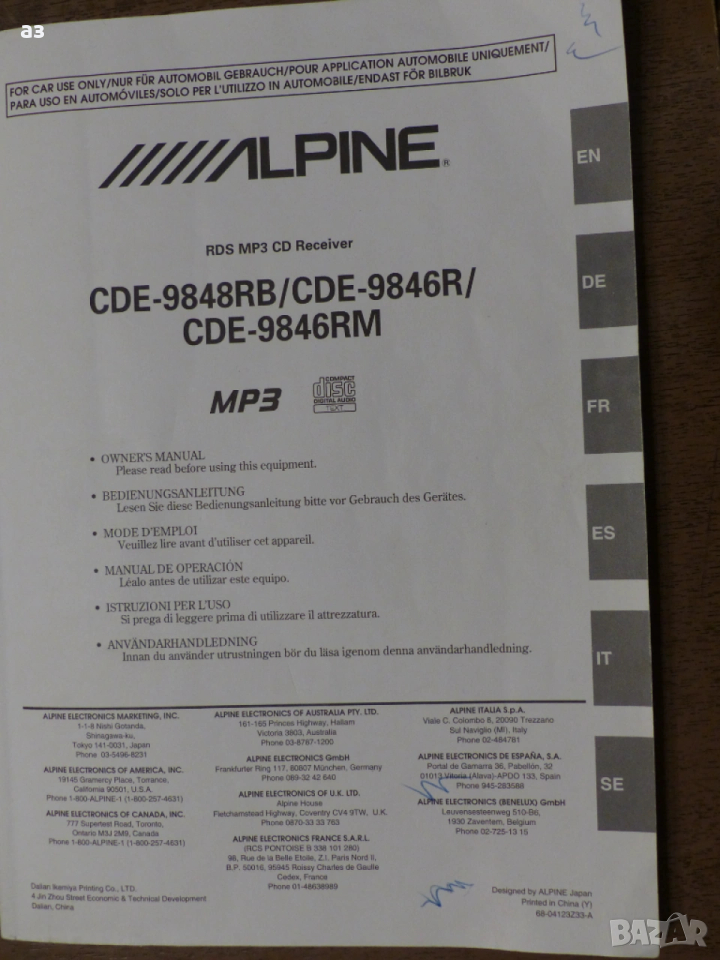 a3
FOR CAR USE ONLY/NUR FÜR AUTOMOBIL GEBRAUCH/POUR APPLICATION AUTOMOBILE UNIQUEMENT/
PARA USO EN AUTOMÓVILES/SOLO PER L'UTILIZZO IN AUTOMOBILE/ENDAST FÖR BILBRUK
ALPINE®
RDS MP3 CD Receiver
CDE-9848RB/CDE-9846R/
CDE-9846RM
MP3
COMPACT
disc
DIGITAL AUDIO
TEXT
• OWNER'S MANUAL
Please read before using this equipment.
• BEDIENUNGSANLEITUNG
Lesen Sie diese Bedienungsanleitung bitte vor Gebrauch des Gerätes.
• MODE D'EMPLOI
Veuillez lire avant d'utiliser cet appareil.
• MANUAL DE OPERACIÓN
Léalo antes de utilizar este equipo.
• ISTRUZIONI PER L'USO
Si prega di leggere prima di utilizzare il attrezzatura.
• ANVÄNDARHANDLEDNING
Innan du använder utrustningen bör du läsa igenom denna användarhandledning.
EN
DE
FR
ES
IT
SE
ALPINE ELECTRONICS MARKETING, INC.
1-1-8 Nishi Gotanda,
Shinagawa-ku,
Tokyo 141-0031, Japan
Phone 03-5496-8231
ALPINE ELECTRONICS OF AMERICA, INC.
19145 Gramercy Place, Torrance,
California 90501, U.S.A.
Phone 1-800-ALPINE-1 (1-800-257-4631)
ALPINE ELECTRONICS OF CANADA, INC.
777 Supertest Road, Toronto,
Ontario M3J 2M9, Canada
Phone 1-800-ALPINE-1 (1-800-257-4631)
ALPINE ELECTRONICS OF AUSTRALIA PTY. LTD.
161-165 Princes Highway, Hallam
Victoria 3803, Australia
Phone 03-8787-1200
ALPINE ELECTRONICS GmbH
Frankfurter Ring 117, 80807 München, Germany
Phone 089-32 42 640
ALPINE ELECTRONICS OF U.K. LTD.
Alpine House
Fletchamstead Highway, Coventry CV4 9TW, U.K.
Phone 0870-33 33 763
ALPINE ELECTRONICS FRANCE S.A.R.L.
(RCS PONTOISE B 338 101 280)
98, Rue de la Belle Etoile, Z.I. Paris Nord II,
B.P. 50016, 95945 Roissy Charles de Gaulle
Cedex, France
Phone 01-48638989
ALPINE ITALIA S.p.A.
Viale C. Colombo 8, 20090 Trezzano
Sul Naviglio (MI), Italy
Phone 02-484781
ALPINE ELECTRONICS DE ESPAÑA, S.A.
Portal de Gamarra 36, Pabellón, 32
01013 Vitoria (Alava)-APDO 133, Spain
Phone 945-283588
ALPINE ELECTRONICS (BENELUX) GmbH
Leuvensesteenweg 510-B6,
1930 Zaventem, Belgium
Phone 02-725-13 15
Dalian Ikemiya Printing Co., LTD.
4 Jin Zhou Street Economic & Technical Development
Dalian, China
Designed by ALPINE Japan
Printed in China (Y)
68-04123Z33-A
BAZAR